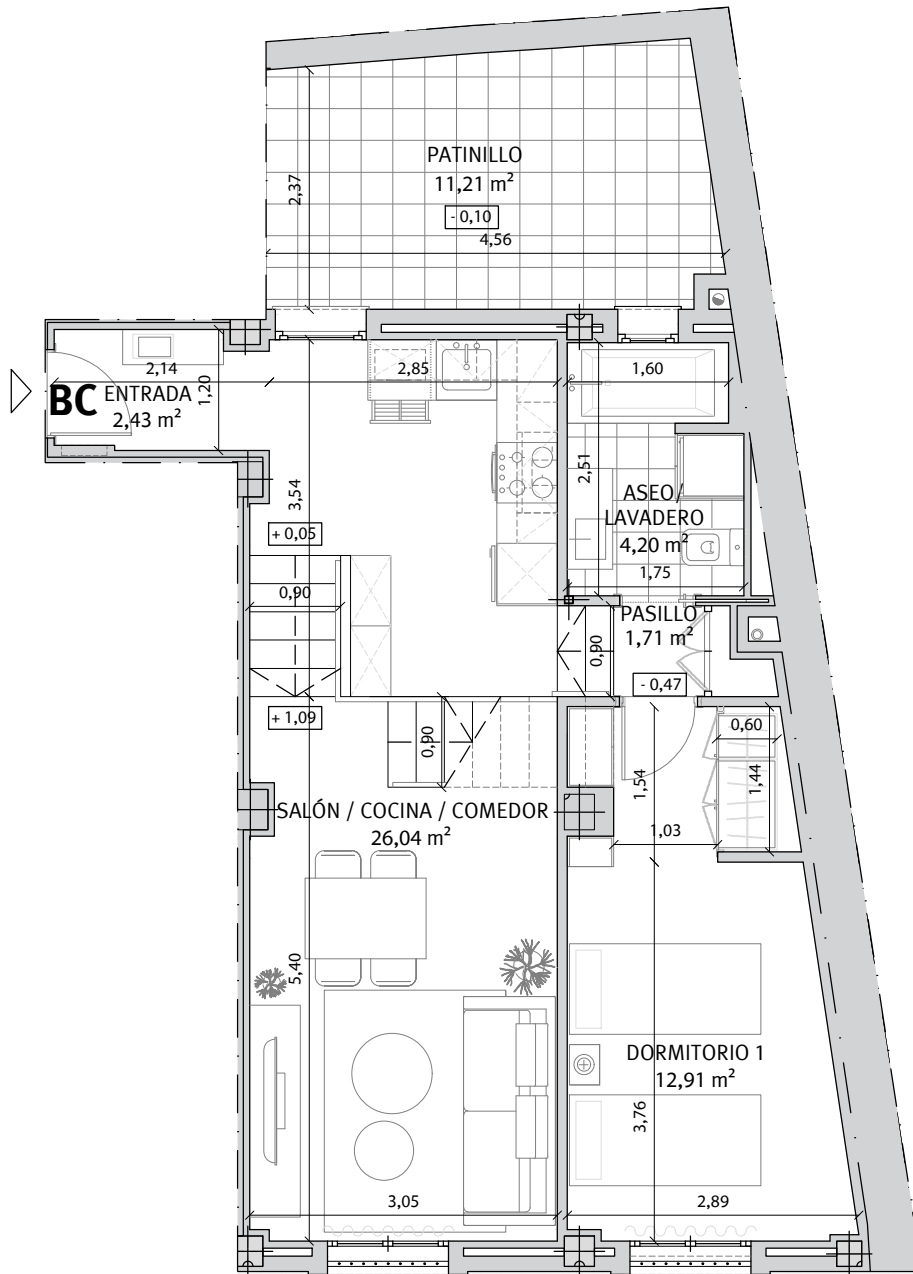 PATINILLO
11,21 m²
- 0,10
4,56
2,37
2,14
BC
ENTRADA
2,43 m²
1,20
2,85
1,60
3,54
2,51
ASEO/
LAVADERO
4,20 m²
1,75
+ 0,05
0,90
PASILLO
1,71 m²
0,90
- 0,47
+ 1,09
0,90
0,60
1,54
1,44
SALÓN / COCINA / COMEDOR
26,04 m²
1,03
5,40
DORMITORIO 1
12,91 m²
3,76
3,05
2,89